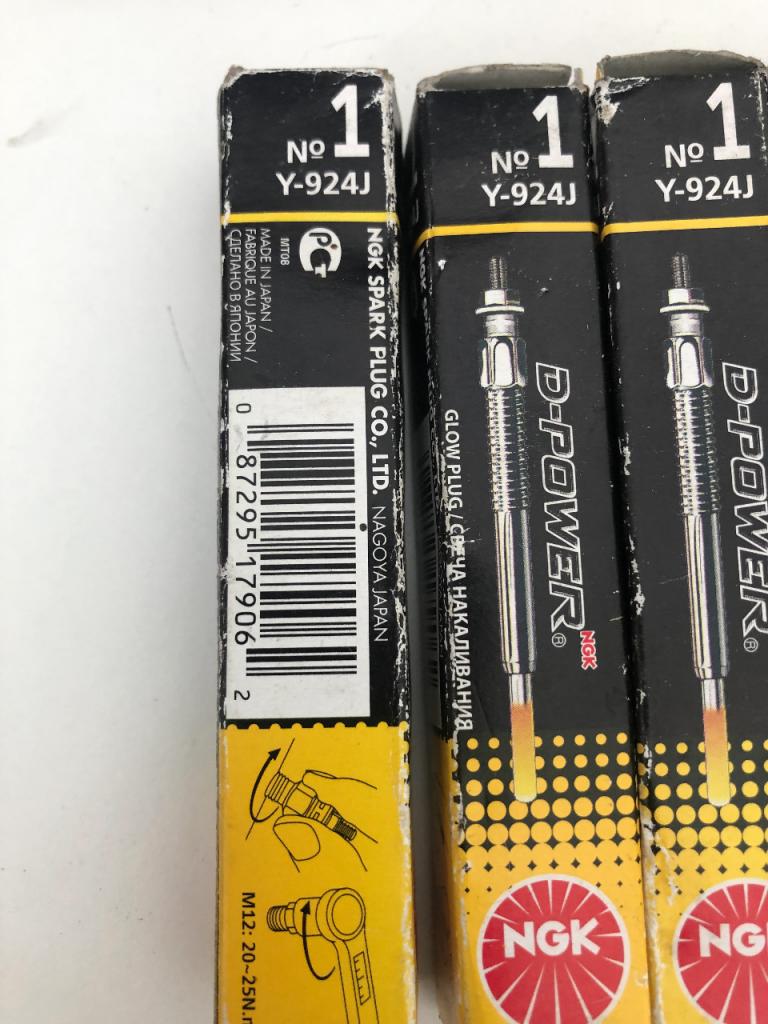 No 1
Y-924J
NGK SPARK PLUG CO., LTD. NAGOYA JAPAN
MT08
MADE IN JAPAN /
FABRIQUE AU JAPON /
СДЕЛАНО В ЯПОНИИ
0 87295 17906 2
M12: 20~25N.
No 1
Y-924J
D-POWER®
NGK
GLOW PLUG / СВЕЧА НАКАЛИВАНИЯ
NGK
No 1
Y-924J
D-POWER®
NG